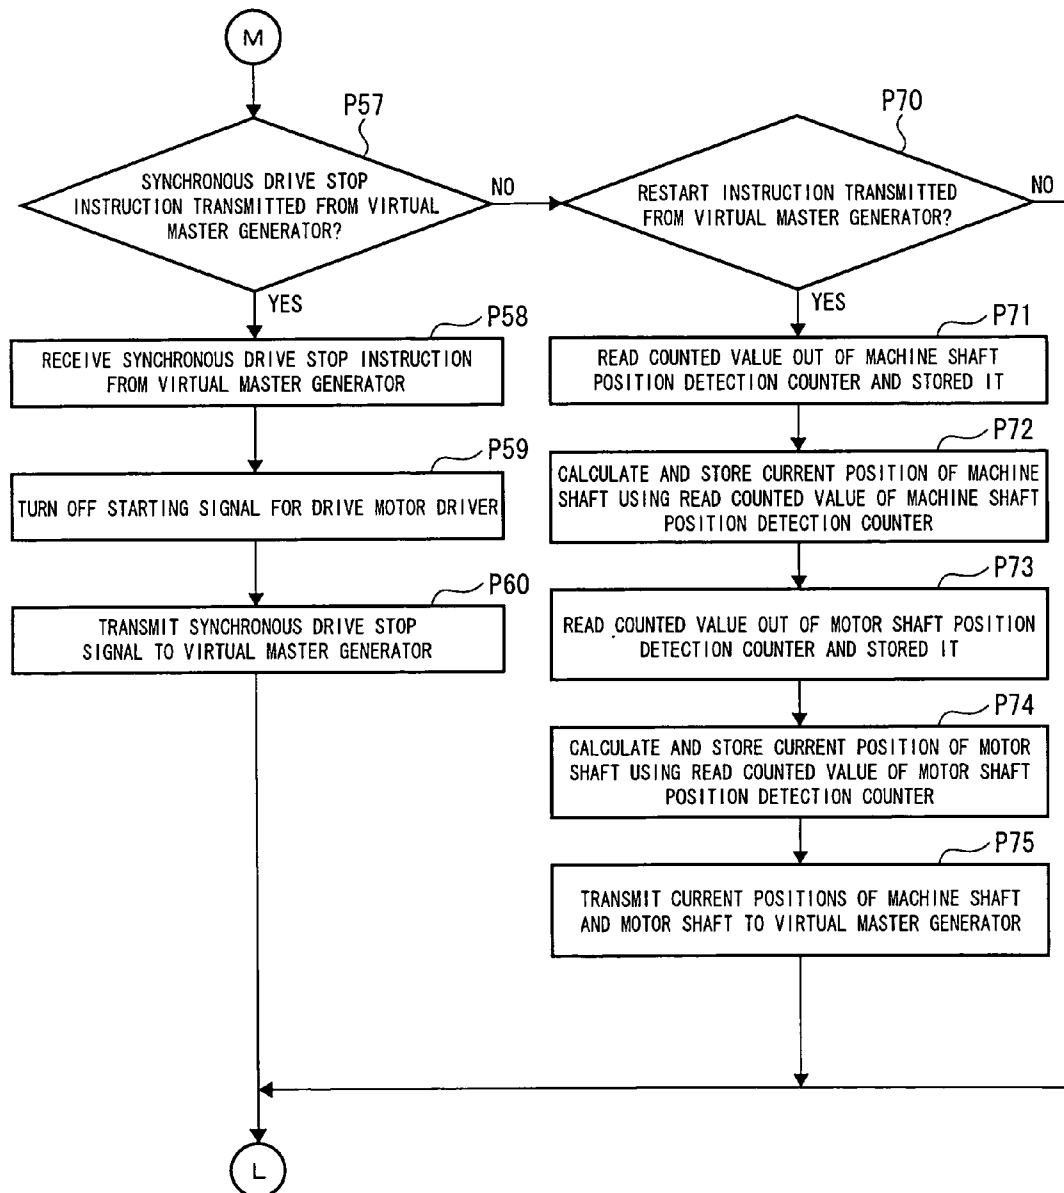 M
P57
SYNCHRONOUS DRIVE STOP
INSTRUCTION TRANSMITTED FROM VIRTUAL
MASTER GENERATOR?
NO
YES
P58
RECEIVE SYNCHRONOUS DRIVE STOP INSTRUCTION
FROM VIRTUAL MASTER GENERATOR
P59
TURN OFF STARTING SIGNAL FOR DRIVE MOTOR DRIVER
P60
TRANSMIT SYNCHRONOUS DRIVE STOP
SIGNAL TO VIRTUAL MASTER GENERATOR
P70
RESTART INSTRUCTION TRANSMITTED
FROM VIRTUAL MASTER GENERATOR?
NO
YES
P71
READ COUNTED VALUE OUT OF MACHINE SHAFT
POSITION DETECTION COUNTER AND STORED IT
P72
CALCULATE AND STORE CURRENT POSITION OF MACHINE
SHAFT USING READ COUNTED VALUE OF MACHINE SHAFT
POSITION DETECTION COUNTER
P73
READ COUNTED VALUE OUT OF MOTOR SHAFT POSITION
DETECTION COUNTER AND STORED IT
P74
CALCULATE AND STORE CURRENT POSITION OF MOTOR
SHAFT USING READ COUNTED VALUE OF MOTOR SHAFT
POSITION DETECTION COUNTER
P75
TRANSMIT CURRENT POSITIONS OF MACHINE SHAFT
AND MOTOR SHAFT TO VIRTUAL MASTER GENERATOR
L